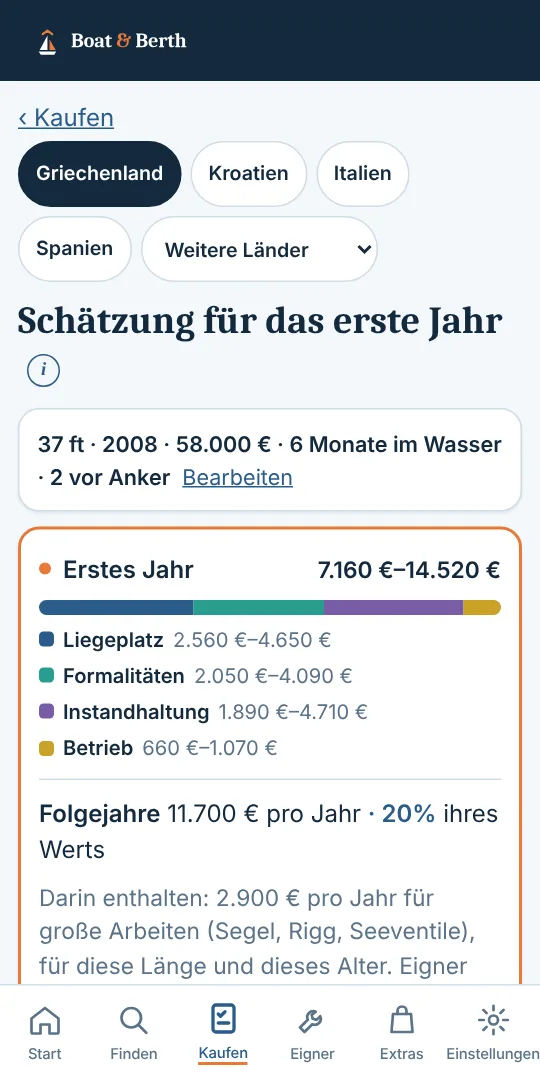 Boat & Berth
‹ Kaufen
Griechenland
Kroatien
Italien
Spanien
Weitere Länder
Schätzung für das erste Jahr
i
37 ft · 2008 · 58.000 € · 6 Monate im Wasser
· 2 vor Anker Bearbeiten
Erstes Jahr 7.160 €–14.520 €
Liegeplatz 2.560 €–4.650 €
Formalitäten 2.050 €–4.090 €
Instandhaltung 1.890 €–4.710 €
Betrieb 660 €–1.070 €
Folgejahre 11.700 € pro Jahr · 20% ihres
Werts
Darin enthalten: 2.900 € pro Jahr für
große Arbeiten (Segel, Rigg, Seeventile),
für diese Länge und dieses Alter. Eigner
Start
Finden
Kaufen
Eigner
Extras
Einstellungen